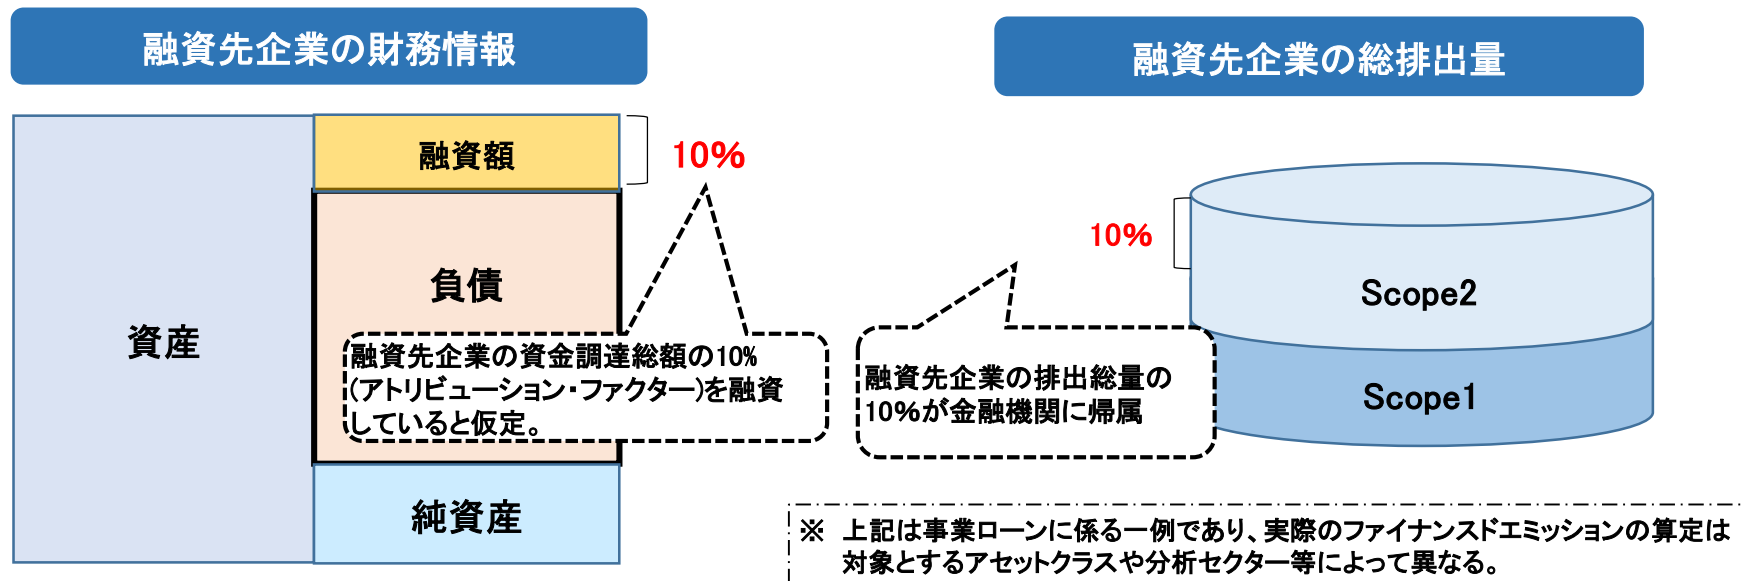 融資先企業の財務情報
融資先企業の総排出量
融資額
10%
負債
資産
純資産
融資先企業の資金調達総額の10%
(アトリビューション・ファクター)を融資
していると仮定。
10%
Scope2
Scope1
融資先企業の排出総量の
10%が金融機関に帰属
※ 上記は事業ローンに係る一例であり、実際のファイナンスドエミッションの算定は
対象とするアセットクラスや分析セクター等によって異なる。